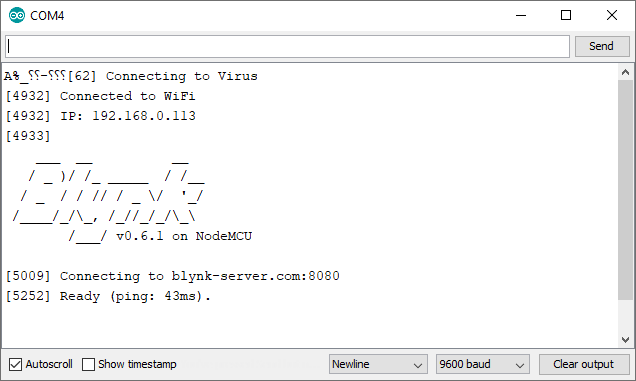 COM4
Send
A%_⸮⸮-⸮⸮⸮[62] Connecting to Virus
[4932] Connected to WiFi
[4932] IP: 192.168.0.113
[4933]
    ___  __          __
   / _ )/ /_ _____  / /__
  / _  / / // / _ \/  '_/
 /____/_/\_, /_//_/_/\_\
        /___/ v0.6.1 on NodeMCU
[5009] Connecting to blynk-server.com:8080
[5252] Ready (ping: 43ms).
Autoscroll Show timestamp Newline 9600 baud Clear output